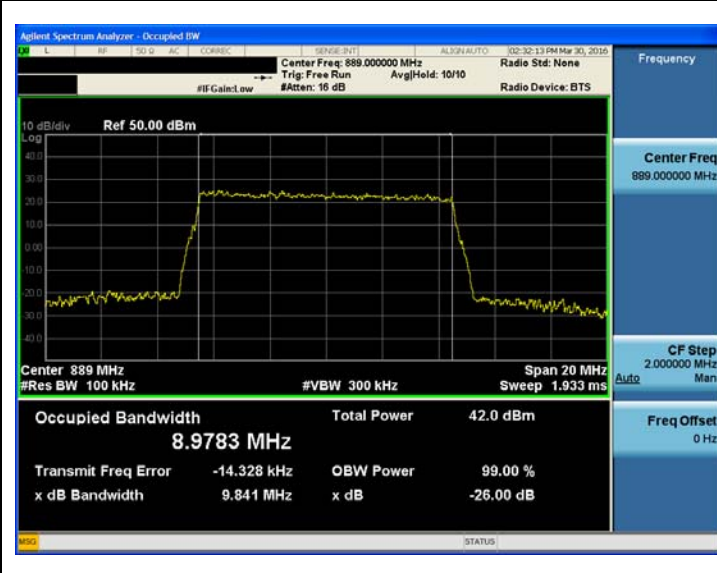 Agilent Spectrum Analyzer - Occupied BW
LXI L RF 50 Ω AC CORREC SENSE:INT ALIGN AUTO 02:32:13 PM Mar 30, 2016
Center Freq: 889.000000 MHz Radio Std: None
Trig: Free Run Avg|Hold: 10/10
#IFGain:Low #Atten: 16 dB Radio Device: BTS
10 dB/div Ref 50.00 dBm
Log
40.0
30.0
20.0
10.0
0.00
-10.0
-20.0
-30.0
-40.0
Center 889 MHz Span 20 MHz
#Res BW 100 kHz #VBW 300 kHz Sweep 1.933 ms
Occupied Bandwidth Total Power 42.0 dBm
8.9783 MHz
Transmit Freq Error -14.328 kHz OBW Power 99.00 %
x dB Bandwidth 9.841 MHz x dB -26.00 dB
MSG STATUS
Frequency
Center Freq
889.000000 MHz
CF Step
2.000000 MHz
Auto Man
Freq Offset
0 Hz